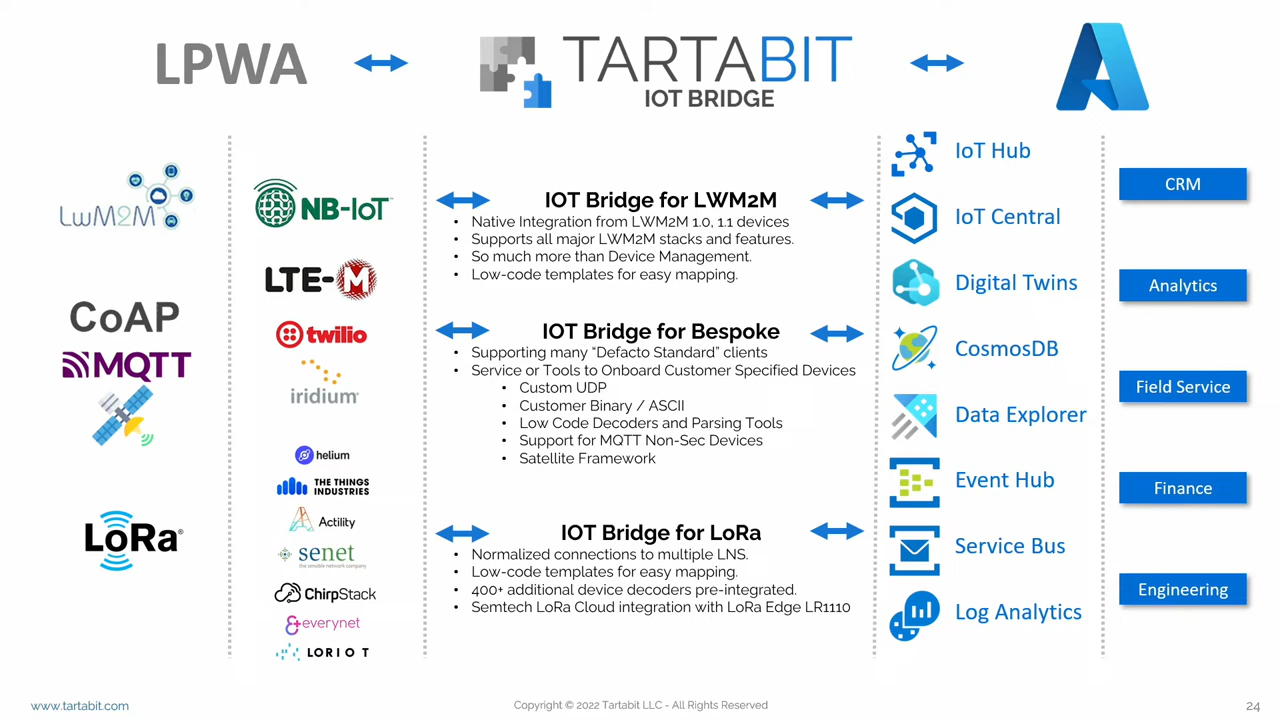 LPWA
TARTABIT
IOT BRIDGE
LWM2M
CoAP
MQTT
LoRa®
NB-IoT™
LTE-M
twilio
iridium®
helium
THE THINGS
INDUSTRIES
Actility
senet
the sensible network company
ChirpStack
everynet
LORIOT
IOT Bridge for LWM2M
• Native Integration from LWM2M 1.0, 1.1 devices
• Supports all major LWM2M stacks and features.
• So much more than Device Management.
• Low-code templates for easy mapping.
IOT Bridge for Bespoke
• Supporting many “Defacto Standard” clients
• Service or Tools to Onboard Customer Specified Devices
• Custom UDP
• Customer Binary / ASCII
• Low Code Decoders and Parsing Tools
• Support for MQTT Non-Sec Devices
• Satellite Framework
IOT Bridge for LoRa
• Normalized connections to multiple LNS.
• Low-code templates for easy mapping.
• 400+ additional device decoders pre-integrated.
• Semtech LoRa Cloud integration with LoRa Edge LR1110
IoT Hub
IoT Central
Digital Twins
CosmosDB
Data Explorer
Event Hub
Service Bus
Log Analytics
CRM
Analytics
Field Service
Finance
Engineering
www.tartabit.com
Copyright © 2022 Tartabit LLC - All Rights Reserved
24